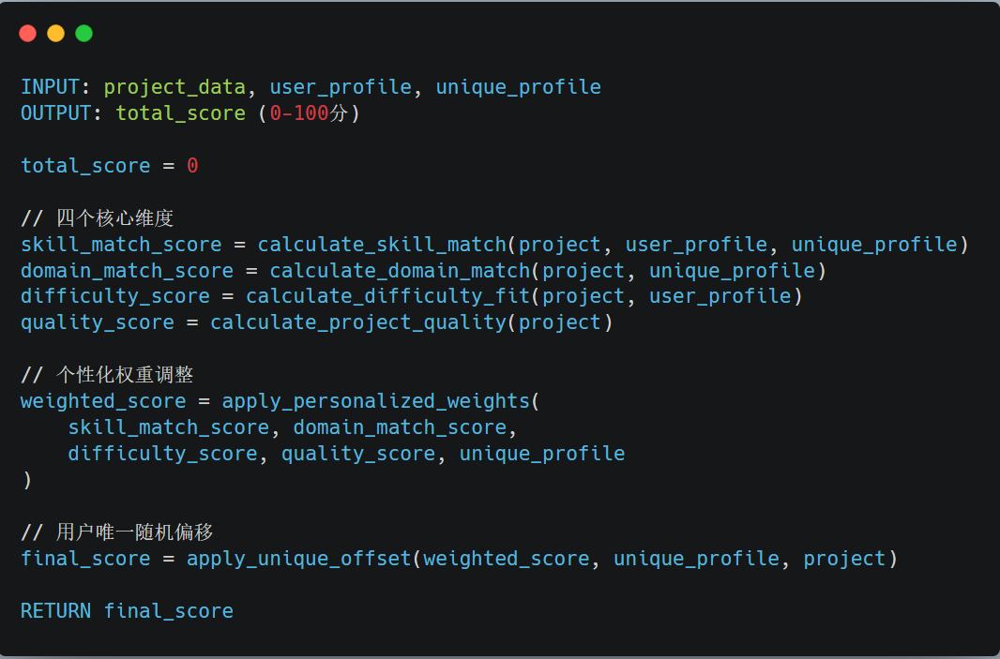 INPUT: project_data, user_profile, unique_profile
OUTPUT: total_score (0-100分)
total_score = 0
// 四个核心维度
skill_match_score = calculate_skill_match(project, user_profile, unique_profile)
domain_match_score = calculate_domain_match(project, unique_profile)
difficulty_score = calculate_difficulty_fit(project, user_profile)
quality_score = calculate_project_quality(project)
// 个性化权重调整
weighted_score = apply_personalized_weights(
    skill_match_score, domain_match_score,
    difficulty_score, quality_score, unique_profile
)
// 用户唯一随机偏移
final_score = apply_unique_offset(weighted_score, unique_profile, project)
RETURN final_score